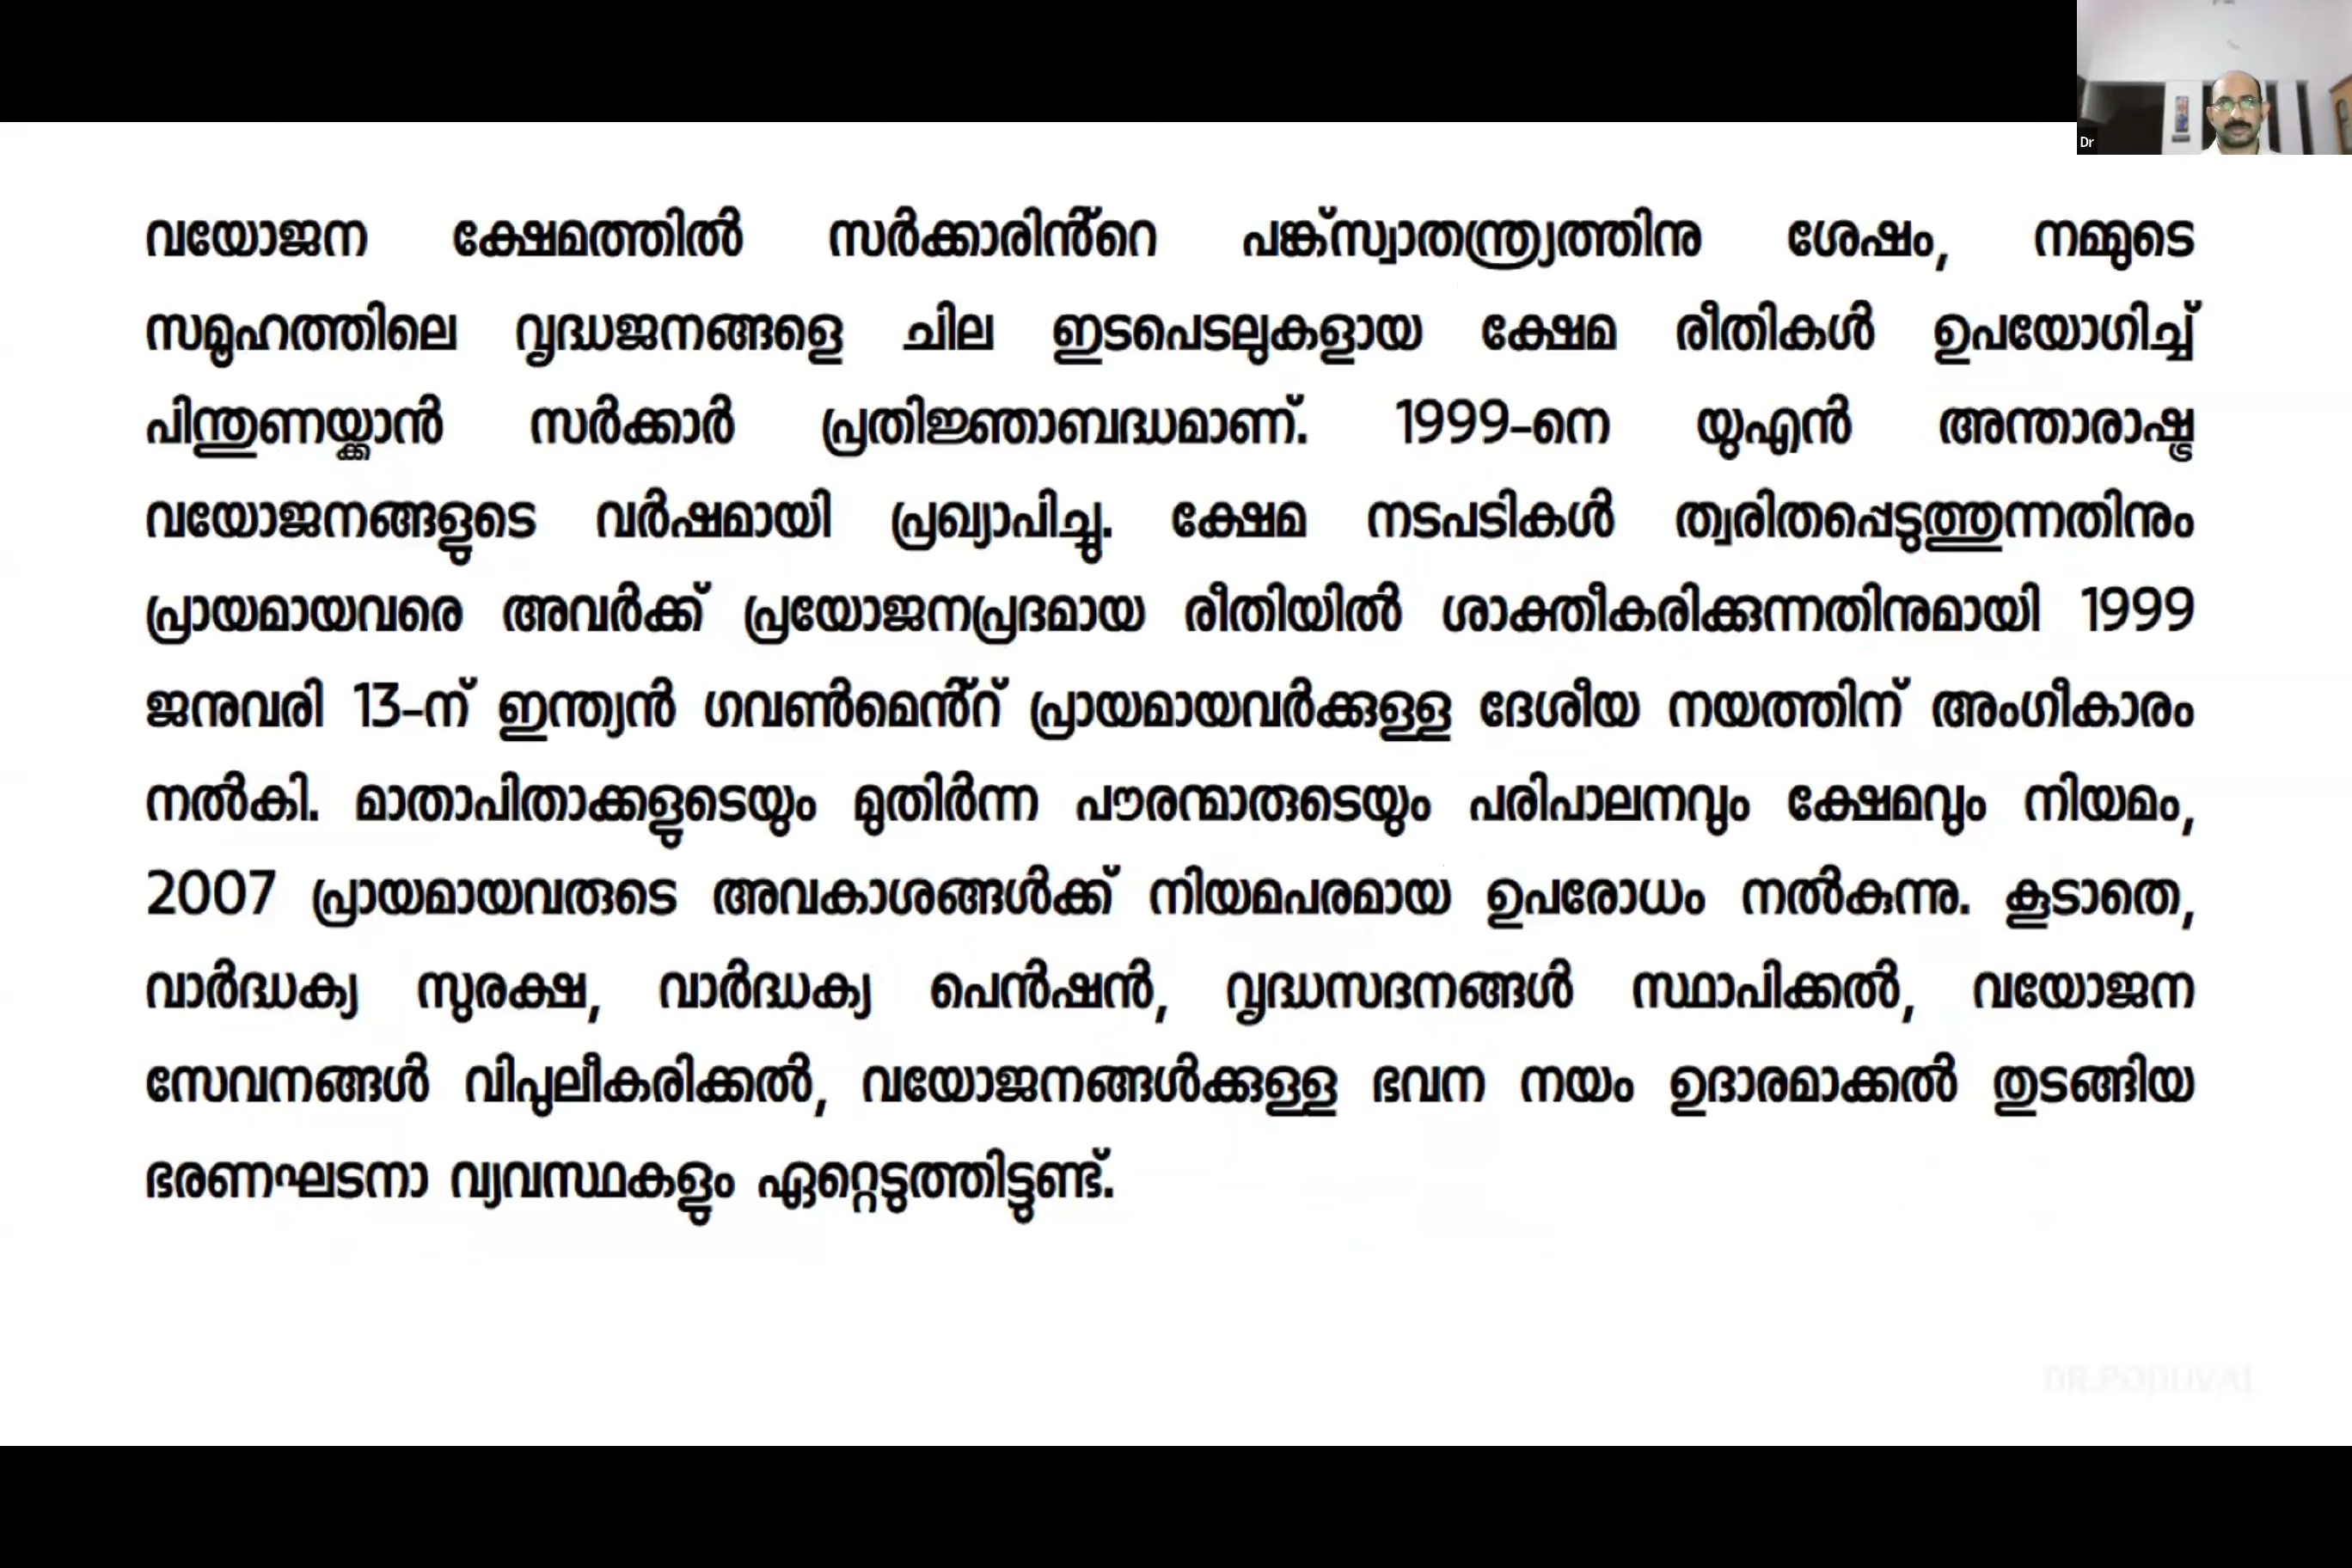 Dr
വയോജന ക്ഷേമത്തിൽ സർക്കാരിൻ്റെ പങ്ക്സ്വാതന്ത്ര്യത്തിനു ശേഷം, നമ്മുടെ
സമൂഹത്തിലെ വൃദ്ധജനങ്ങളെ ചില ഇടപെടലുകളായ ക്ഷേമ രീതികൾ ഉപയോഗിച്ച്
പിന്തുണയ്ക്കാൻ സർക്കാർ പ്രതിജ്ഞാബദ്ധമാണ്. 1999-നെ യുഎൻ അന്താരാഷ്ട്ര
വയോജനങ്ങളുടെ വർഷമായി പ്രഖ്യാപിച്ചു. ക്ഷേമ നടപടികൾ ത്വരിതപ്പെടുത്തുന്നതിനും
പ്രായമായവരെ അവർക്ക് പ്രയോജനപ്രദമായ രീതിയിൽ ശാക്തീകരിക്കുന്നതിനുമായി 1999
ജനുവരി 13-ന് ഇന്ത്യൻ ഗവൺമെൻ്റ് പ്രായമായവർക്കുള്ള ദേശീയ നയത്തിന് അംഗീകാരം
നൽകി. മാതാപിതാക്കളുടെയും മുതിർന്ന പൗരന്മാരുടെയും പരിപാലനവും ക്ഷേമവും നിയമം,
2007 പ്രായമായവരുടെ അവകാശങ്ങൾക്ക് നിയമപരമായ ഉപരോധം നൽകുന്നു. കൂടാതെ,
വാർദ്ധക്യ സുരക്ഷ, വാർദ്ധക്യ പെൻഷൻ, വൃദ്ധസദനങ്ങൾ സ്ഥാപിക്കൽ, വയോജന
സേവനങ്ങൾ വിപുലീകരിക്കൽ, വയോജനങ്ങൾക്കുള്ള ഭവന നയം ഉദാരമാക്കൽ തുടങ്ങിയ
ഭരണഘടനാ വ്യവസ്ഥകളും ഏറ്റെടുത്തിട്ടുണ്ട്.
DR.PODUVAL